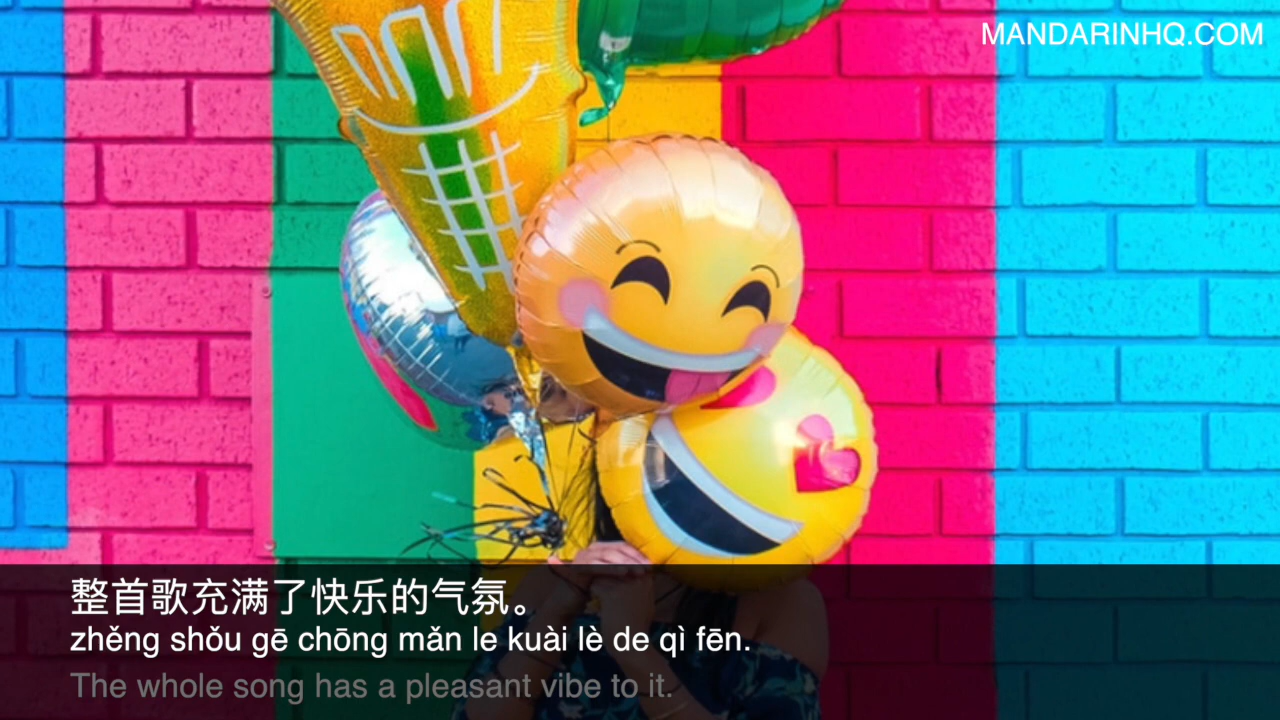 MANDARINHQ.COM
整首歌充满了快乐的气氛。
zhěng shǒu gē chōng mǎn le kuài lè de qì fēn.
The whole song has a pleasant vibe to it.